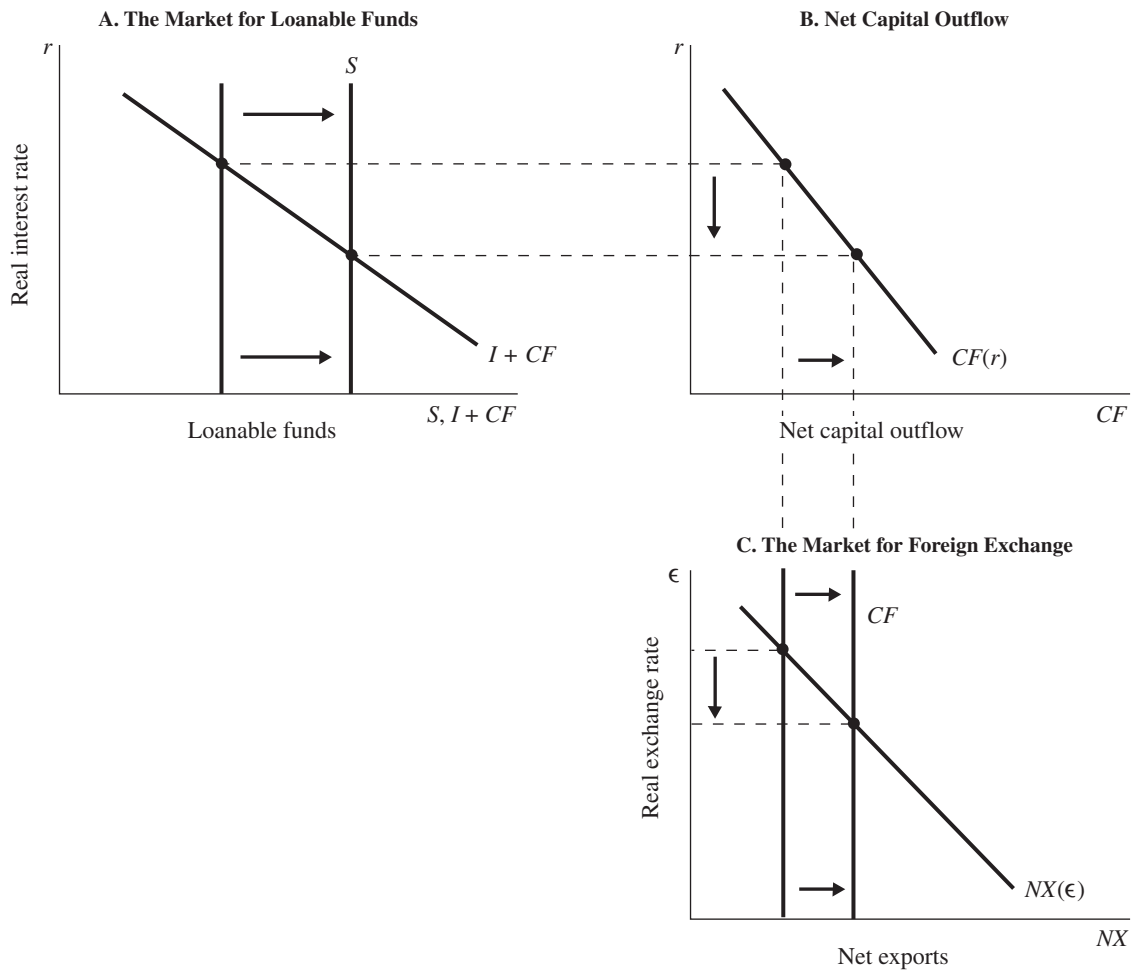 A. The Market for Loanable Funds
r
S
Real interest rate
I + CF
S, I + CF
Loanable funds
B. Net Capital Outflow
r
CF(r)
CF
Net capital outflow
C. The Market for Foreign Exchange
ϵ
CF
Real exchange rate
NX(ϵ)
NX
Net exports